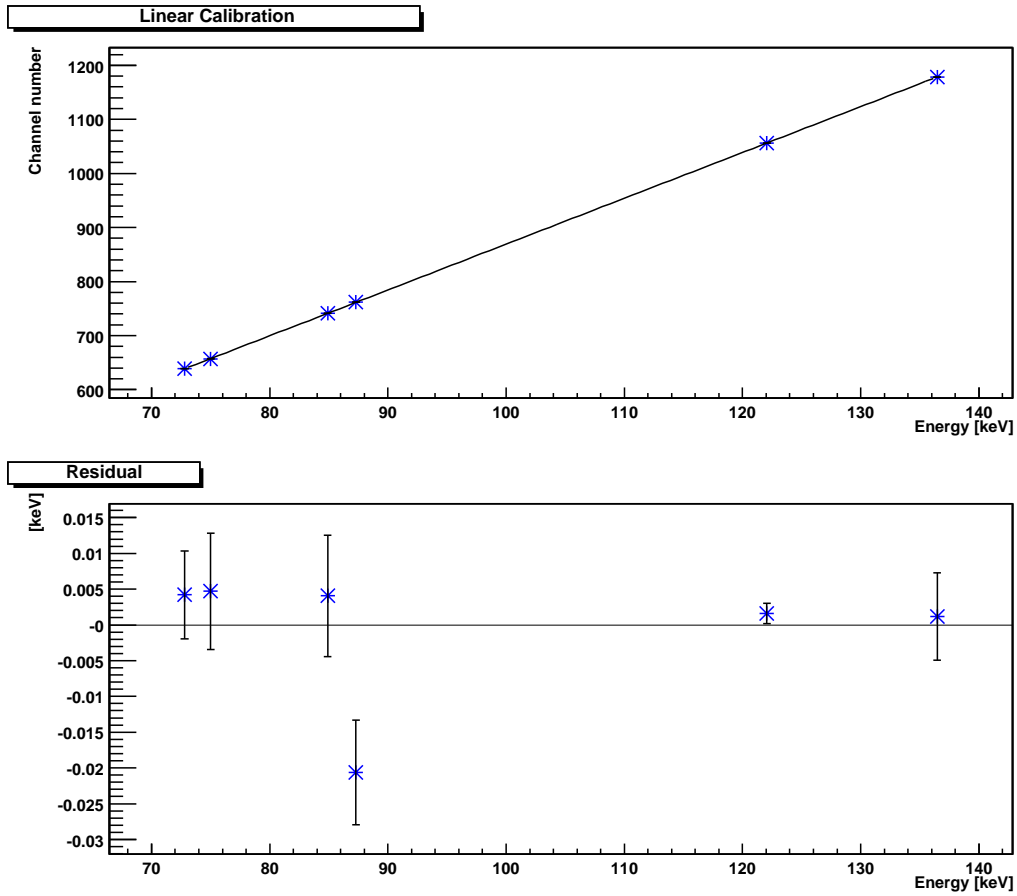 Linear Calibration
Channel number
1200
1100
1000
900
800
700
600
70 80 90 100 110 120 130 140
Energy [keV]
Residual
[keV]
0.015
0.01
0.005
-0
-0.005
-0.01
-0.015
-0.02
-0.025
-0.03
70 80 90 100 110 120 130 140
Energy [keV]